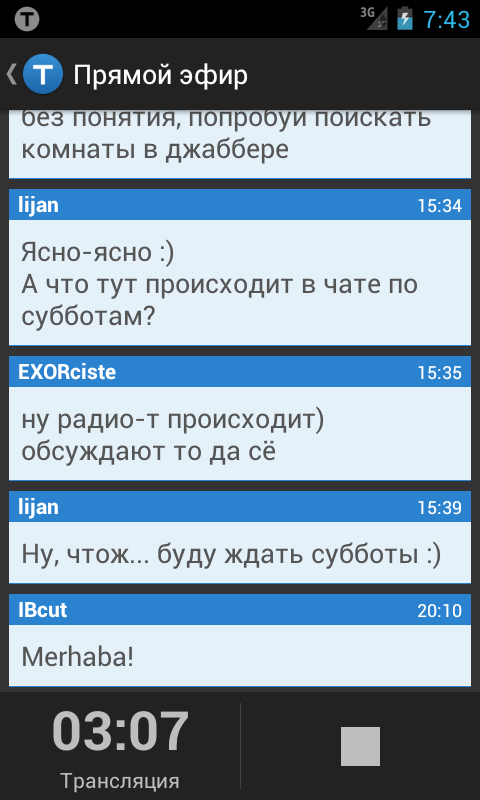 T
3G
7:43
T
Прямой эфир
без понятия, попробуй поискать
комнаты в джаббере
lijan 15:34
Ясно-ясно :)
А что тут происходит в чате по
субботам?
EXORciste 15:35
ну радио-т происходит)
обсуждают то да сё
lijan 15:39
Ну, чтож... буду ждать субботы :)
IBcut 20:10
Merhaba!
03:07
Трансляция